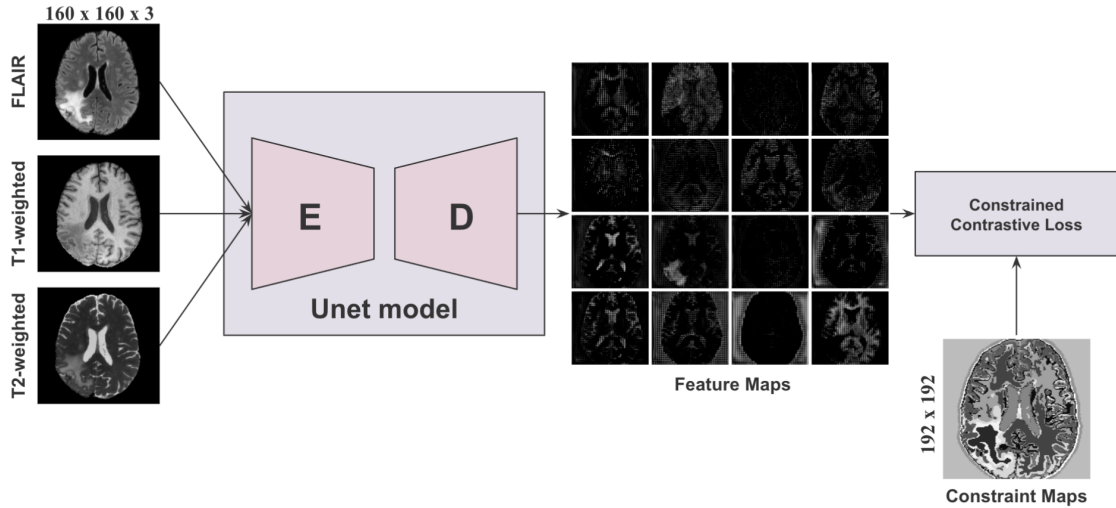 160 x 160 x 3
FLAIR
T1-weighted
T2-weighted
E
D
Unet model
Feature Maps
Constrained
Contrastive Loss
192 x 192
Constraint Maps